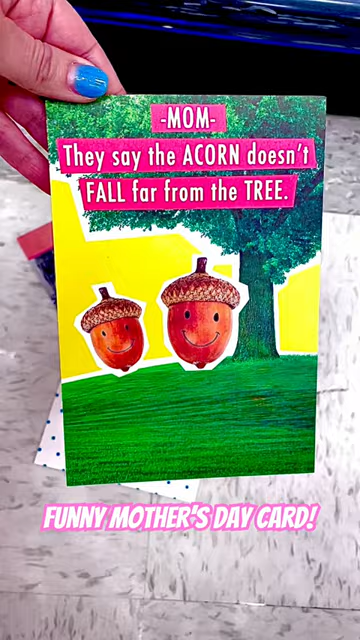 -MOM-
They say the ACORN doesn't
FALL far from the TREE.
FUNNY MOTHER'S DAY CARD!